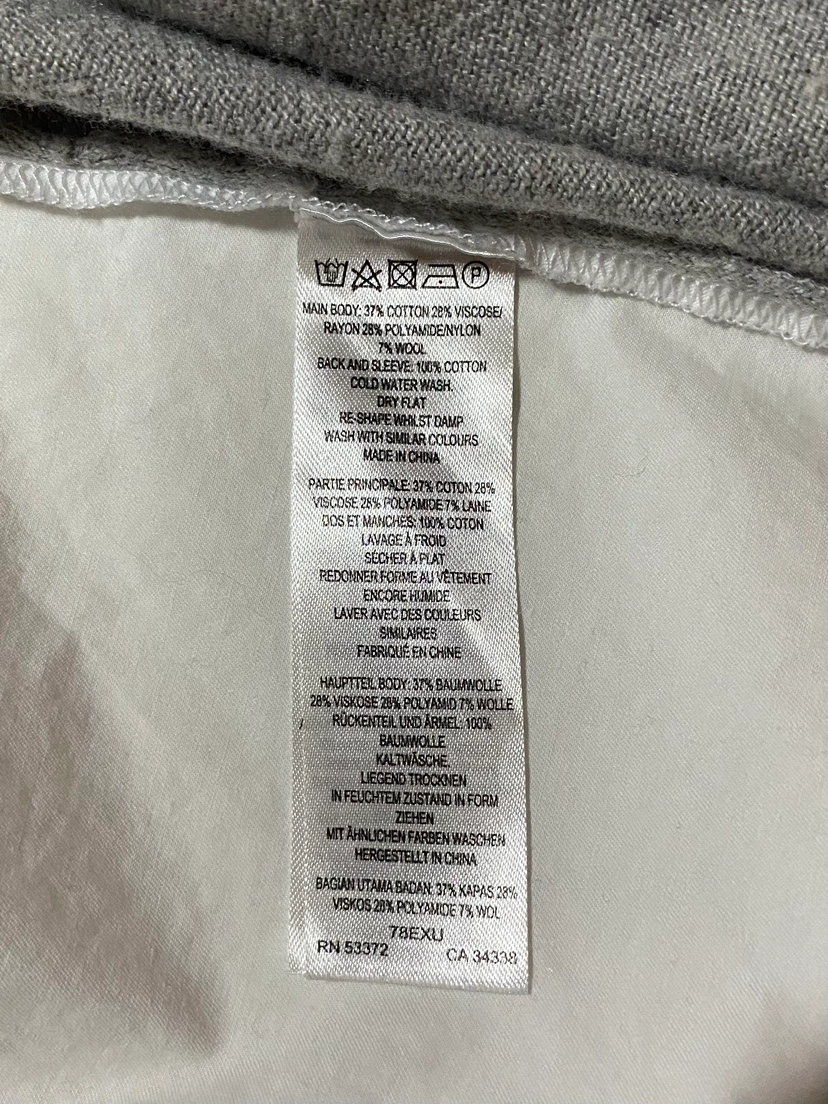 P
MAIN BODY: 37% COTTON 28% VISCOSE/
RAYON 28% POLYAMIDE/NYLON
7% WOOL
BACK AND SLEEVE: 100% COTTON
COLD WATER WASH.
DRY FLAT
RE-SHAPE WHILST DAMP
WASH WITH SIMILAR COLOURS
MADE IN CHINA
PARTIE PRINCIPALE: 37% COTON 28%
VISCOSE 28% POLYAMIDE 7% LAINE
DOS ET MANCHES: 100% COTON
LAVAGE À FROID
SÉCHER À PLAT
REDONNER FORME AU VÊTEMENT
ENCORE HUMIDE
LAVER AVEC DES COULEURS
SIMILAIRES
FABRIQUÉ EN CHINE
HAUPTTEIL BODY: 37% BAUMWOLLE
28% VISKOSE 28% POLYAMID 7% WOLLE
RÜCKENTEIL UND ÄRMEL: 100%
BAUMWOLLE
KALTWÄSCHE.
LIEGEND TROCKNEN
IN FEUCHTEM ZUSTAND IN FORM
ZIEHEN
MIT ÄHNLICHEN FARBEN WASCHEN
HERGESTELLT IN CHINA
BAGIAN UTAMA BADAN: 37% KAPAS 28%
VISKOS 28% POLYAMIDE 7% WOL
78EXU
RN 53372 CA 34338